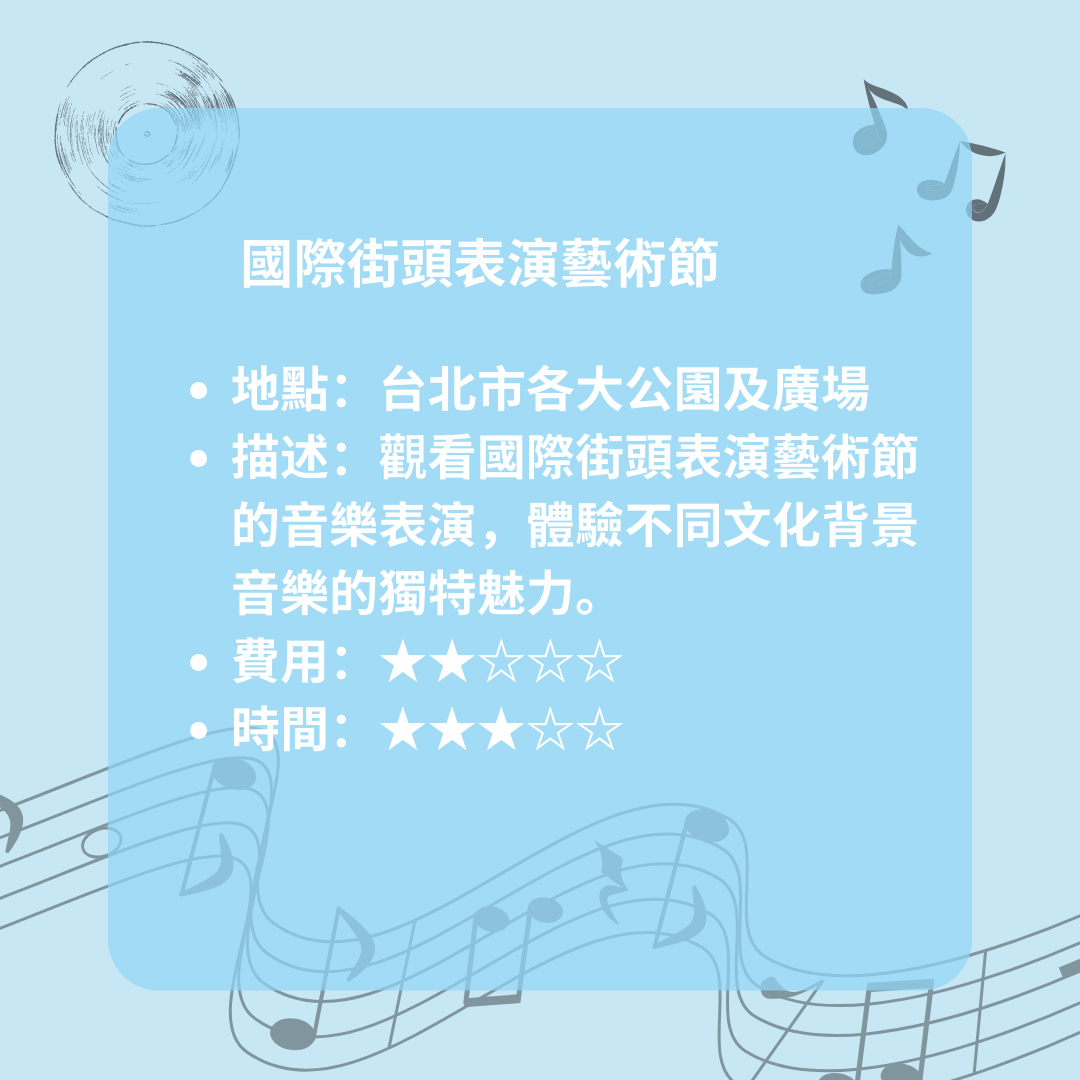 國際街頭表演藝術節
• 地點：台北市各大公園及廣場
• 描述：觀看國際街頭表演藝術節
的音樂表演，體驗不同文化背景
音樂的獨特魅力。
• 費用：★★☆☆☆
• 時間：★★★☆☆